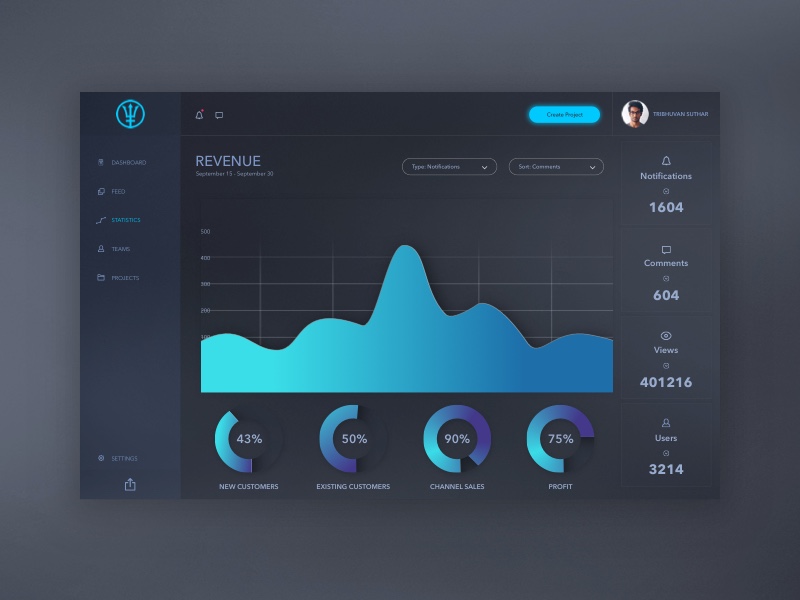 Create Project
TRIBHUVAN SUTHAR
DASHBOARD
FEED
STATISTICS
TEAMS
PROJECTS
SETTINGS
REVENUE
September 15 - September 30
Type: Notifications
Sort: Comments
500
400
300
200
100
43%
50%
90%
75%
NEW CUSTOMERS
EXISTING CUSTOMERS
CHANNEL SALES
PROFIT
Notifications
1604
Comments
604
Views
401216
Users
3214